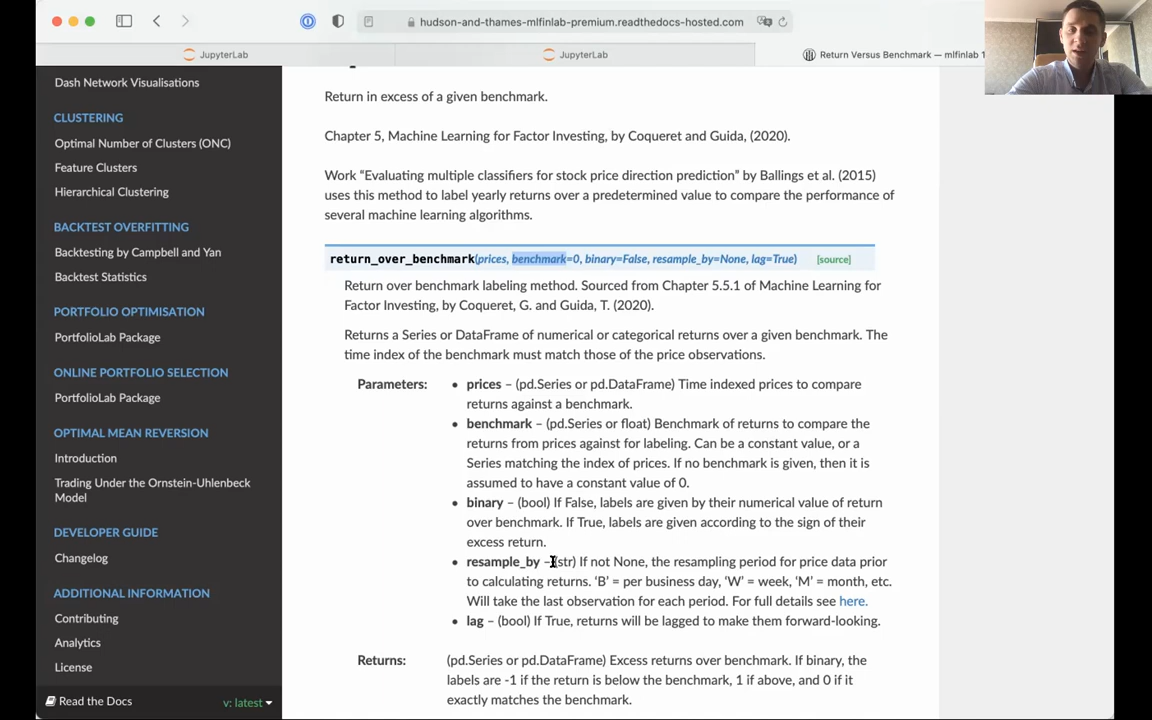 hudson-and-thames-mlfinlab-premium.readthedocs-hosted.com
JupyterLab
JupyterLab
Return Versus Benchmark — mlfinlab 1
Dash Network Visualisations
CLUSTERING
Optimal Number of Clusters (ONC)
Feature Clusters
Hierarchical Clustering
BACKTEST OVERFITTING
Backtesting by Campbell and Yan
Backtest Statistics
PORTFOLIO OPTIMISATION
PortfolioLab Package
ONLINE PORTFOLIO SELECTION
PortfolioLab Package
OPTIMAL MEAN REVERSION
Introduction
Trading Under the Ornstein-Uhlenbeck
Model
DEVELOPER GUIDE
Changelog
ADDITIONAL INFORMATION
Contributing
Analytics
License
Read the Docs
v: latest
Return in excess of a given benchmark.
Chapter 5, Machine Learning for Factor Investing, by Coqueret and Guida, (2020).
Work “Evaluating multiple classifiers for stock price direction prediction” by Ballings et al. (2015)
uses this method to label yearly returns over a predetermined value to compare the performance of
several machine learning algorithms.
return_over_benchmark(prices, benchmark=0, binary=False, resample_by=None, lag=True) [source]
Return over benchmark labeling method. Sourced from Chapter 5.5.1 of Machine Learning for
Factor Investing, by Coqueret, G. and Guida, T. (2020).
Returns a Series or DataFrame of numerical or categorical returns over a given benchmark. The
time index of the benchmark must match those of the price observations.
Parameters:
• prices – (pd.Series or pd.DataFrame) Time indexed prices to compare
returns against a benchmark.
• benchmark – (pd.Series or float) Benchmark of returns to compare the
returns from prices against for labeling. Can be a constant value, or a
Series matching the index of prices. If no benchmark is given, then it is
assumed to have a constant value of 0.
• binary – (bool) If False, labels are given by their numerical value of return
over benchmark. If True, labels are given according to the sign of their
excess return.
• resample_by – (str) If not None, the resampling period for price data prior
to calculating returns. ‘B’ = per business day, ‘W’ = week, ‘M’ = month, etc.
Will take the last observation for each period. For full details see here.
• lag – (bool) If True, returns will be lagged to make them forward-looking.
Returns:
(pd.Series or pd.DataFrame) Excess returns over benchmark. If binary, the
labels are -1 if the return is below the benchmark, 1 if above, and 0 if it
exactly matches the benchmark.